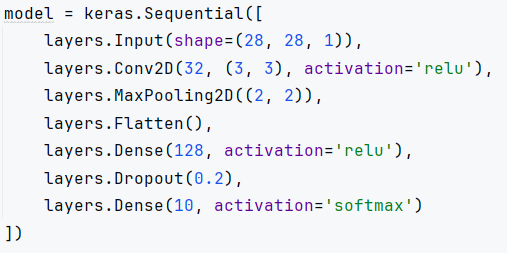 model = keras.Sequential([
    layers.Input(shape=(28, 28, 1)),
    layers.Conv2D(32, (3, 3), activation='relu'),
    layers.MaxPooling2D((2, 2)),
    layers.Flatten(),
    layers.Dense(128, activation='relu'),
    layers.Dropout(0.2),
    layers.Dense(10, activation='softmax')
])